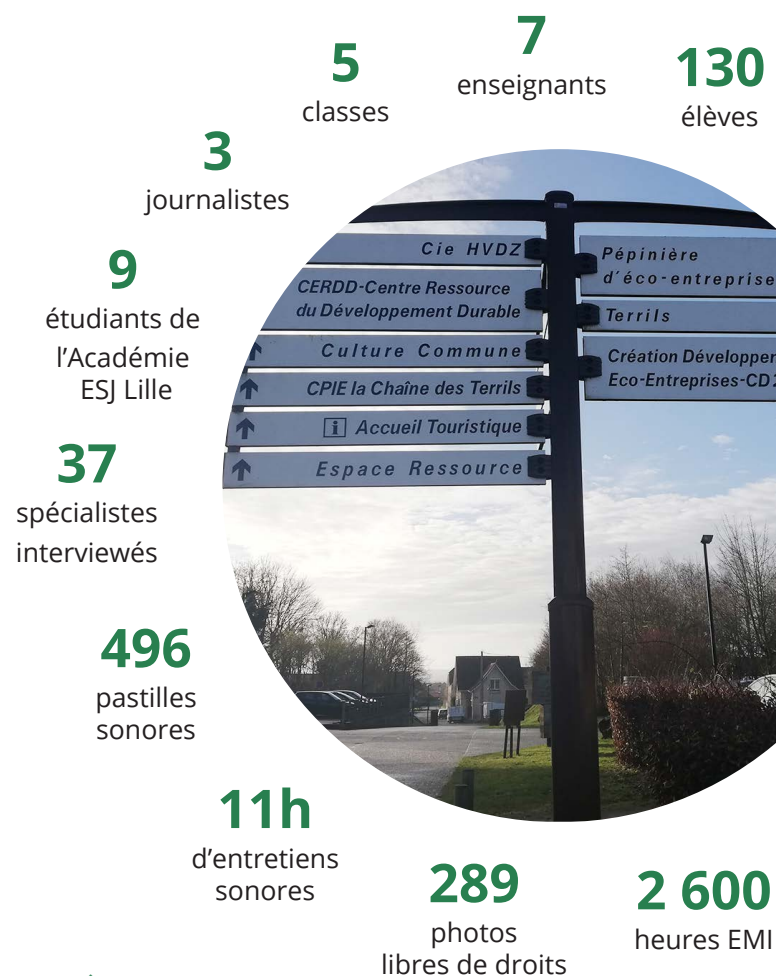 7
enseignants
5
classes
130
élèves
3
journalistes
9
étudiants de
l'Académie
ESJ Lille
37
spécialistes
interviewés
496
pastilles
sonores
11h
d'entretiens
sonores
289
photos
libres de droits
2 600
heures EMI
Cie HVDZ
CERDD-Centre Ressource
du Développement Durable
Culture Commune
CPIE la Chaîne des Terrils
i Accueil Touristique
Espace Ressource
Pépinière
d'éco-entreprise
Terrils
Création
Eco-Entreprises-CD